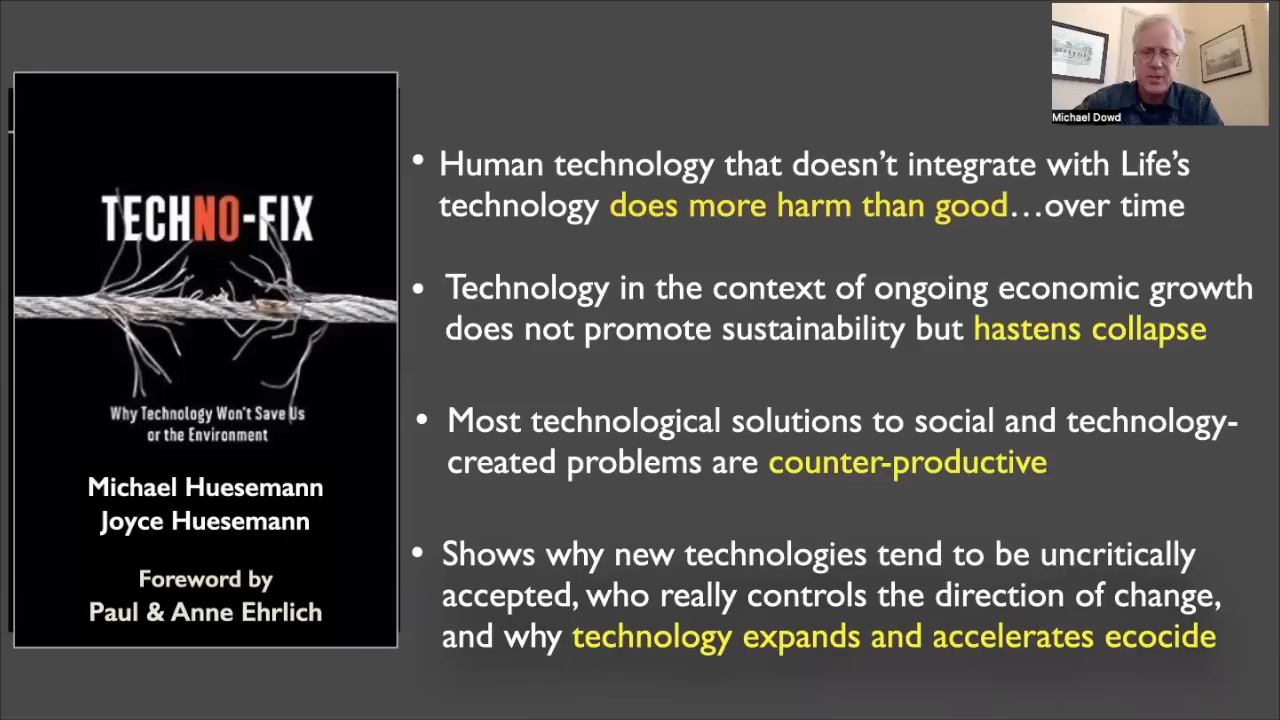 Michael Dowd
TECHNO-FIX
Why Technology Won't Save Us
or the Environment
Michael Huesemann
Joyce Huesemann
Foreword by
Paul & Anne Ehrlich
• Human technology that doesn't integrate with Life's
technology does more harm than good…over time
• Technology in the context of ongoing economic growth
does not promote sustainability but hastens collapse
• Most technological solutions to social and technology-
created problems are counter-productive
• Shows why new technologies tend to be uncritically
accepted, who really controls the direction of change,
and why technology expands and accelerates ecocide